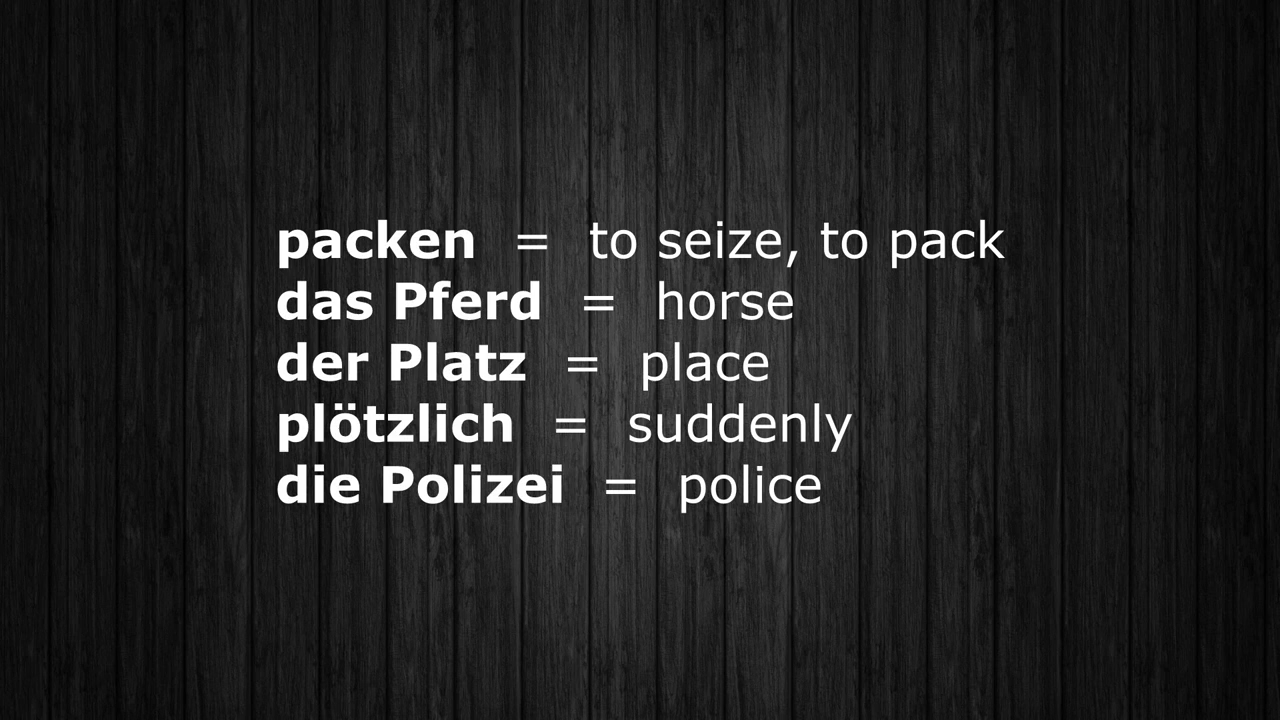 packen = to seize, to pack
das Pferd = horse
der Platz = place
plötzlich = suddenly
die Polizei = police